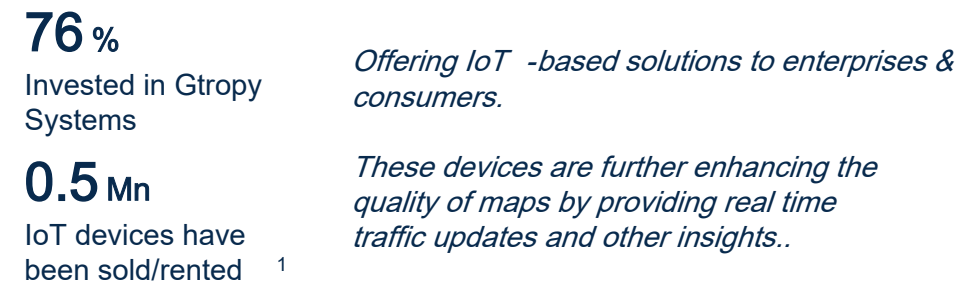 76 %
Invested in Gtropy
Systems
0.5 Mn
IoT devices have
been sold/rented 1
Offering IoT -based solutions to enterprises &
consumers.
These devices are further enhancing the
quality of maps by providing real time
traffic updates and other insights..